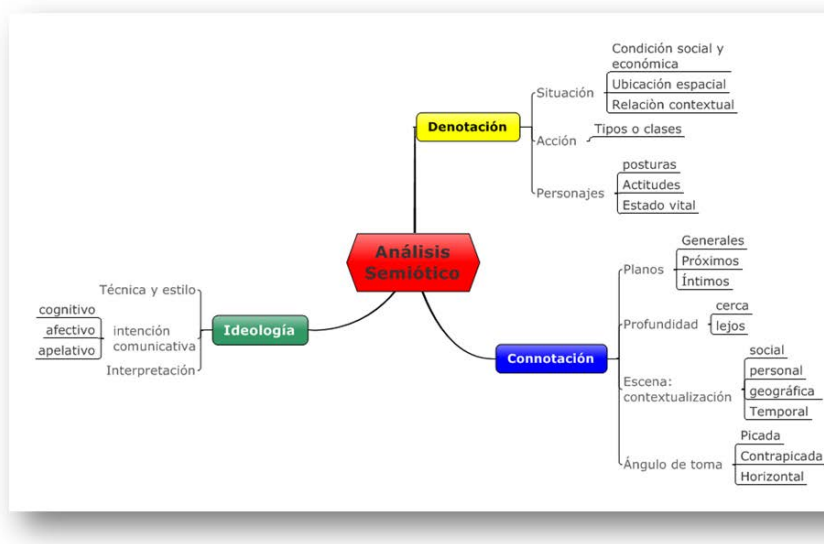 Análisis
Semiótico
Denotación
Situación
Condición social y
económica
Ubicación espacial
Relaciòn contextual
Acción
Tipos o clases
Personajes
posturas
Actitudes
Estado vital
Connotación
Planos
Generales
Próximos
Íntimos
Profundidad
cerca
lejos
Escena:
contextualización
social
personal
geográfica
Temporal
Ángulo de toma
Picada
Contrapicada
Horizontal
Ideología
Técnica y estilo
intención
comunicativa
cognitivo
afectivo
apelativo
Interpretación